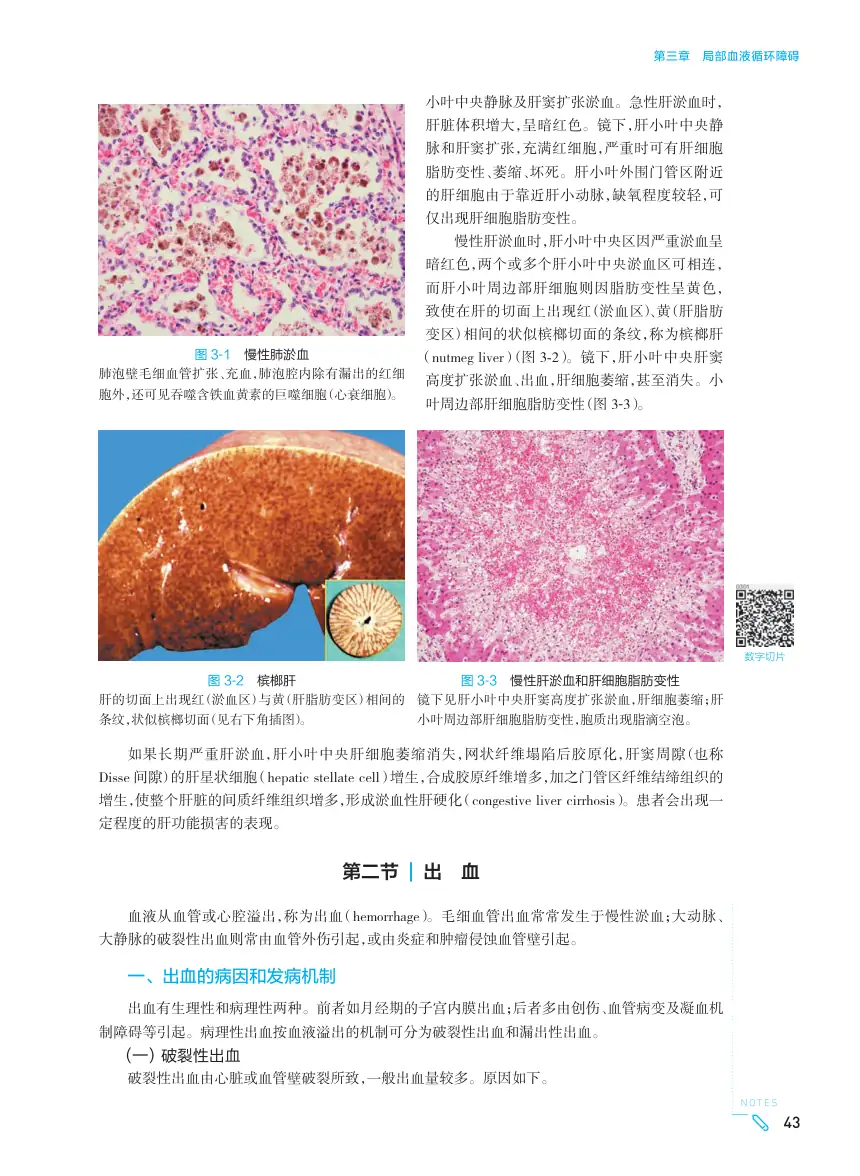 第三章　局部血液循环障碍
小叶中央静脉及肝窦扩张淤血。急性肝淤血时,
肝脏体积增大,呈暗红色。镜下,肝小叶中央静
脉和肝窦扩张,充满红细胞,严重时可有肝细胞
脂肪变性、萎缩、坏死。肝小叶外围门管区附近
的肝细胞由于靠近肝小动脉,缺氧程度较轻,可
仅出现肝细胞脂肪变性。
慢性肝淤血时,肝小叶中央区因严重淤血呈
暗红色,两个或多个肝小叶中央淤血区可相连,
而肝小叶周边部肝细胞则因脂肪变性呈黄色,
致使在肝的切面上出现红(淤血区)、黄(肝脂肪
变区)相间的状似槟榔切面的条纹,称为槟榔肝
(nutmeg liver)(图 3-2)。镜下,肝小叶中央肝窦
高度扩张淤血、出血,肝细胞萎缩,甚至消失。小
叶周边部肝细胞脂肪变性(图 3-3)。
图 3-1　慢性肺淤血
肺泡壁毛细血管扩张、充血,肺泡腔内除有漏出的红细
胞外,还可见吞噬含铁血黄素的巨噬细胞(心衰细胞)。
数字切片
图 3-2　槟榔肝
肝的切面上出现红(淤血区)与黄(肝脂肪变区)相间的
条纹,状似槟榔切面(见右下角插图)。
图 3-3　慢性肝淤血和肝细胞脂肪变性
镜下见肝小叶中央肝窦高度扩张淤血,肝细胞萎缩;肝
小叶周边部肝细胞脂肪变性,胞质出现脂滴空泡。
如果长期严重肝淤血,肝小叶中央肝细胞萎缩消失,网状纤维塌陷后胶原化,肝窦周隙(也称
Disse 间隙)的肝星状细胞(hepatic stellate cell)增生,合成胶原纤维增多,加之门管区纤维结缔组织的
增生,使整个肝脏的间质纤维组织增多,形成淤血性肝硬化(congestive liver cirrhosis)。患者会出现一
定程度的肝功能损害的表现。
第二节 | 出　血
血液从血管或心腔溢出,称为出血(hemorrhage)。毛细血管出血常常发生于慢性淤血;大动脉、
大静脉的破裂性出血则常由血管外伤引起,或由炎症和肿瘤侵蚀血管壁引起。
一、出血的病因和发病机制
出血有生理性和病理性两种。前者如月经期的子宫内膜出血;后者多由创伤、血管病变及凝血机
制障碍等引起。病理性出血按血液溢出的机制可分为破裂性出血和漏出性出血。
(一) 破裂性出血
破裂性出血由心脏或血管壁破裂所致,一般出血量较多。原因如下。
NOTES
43